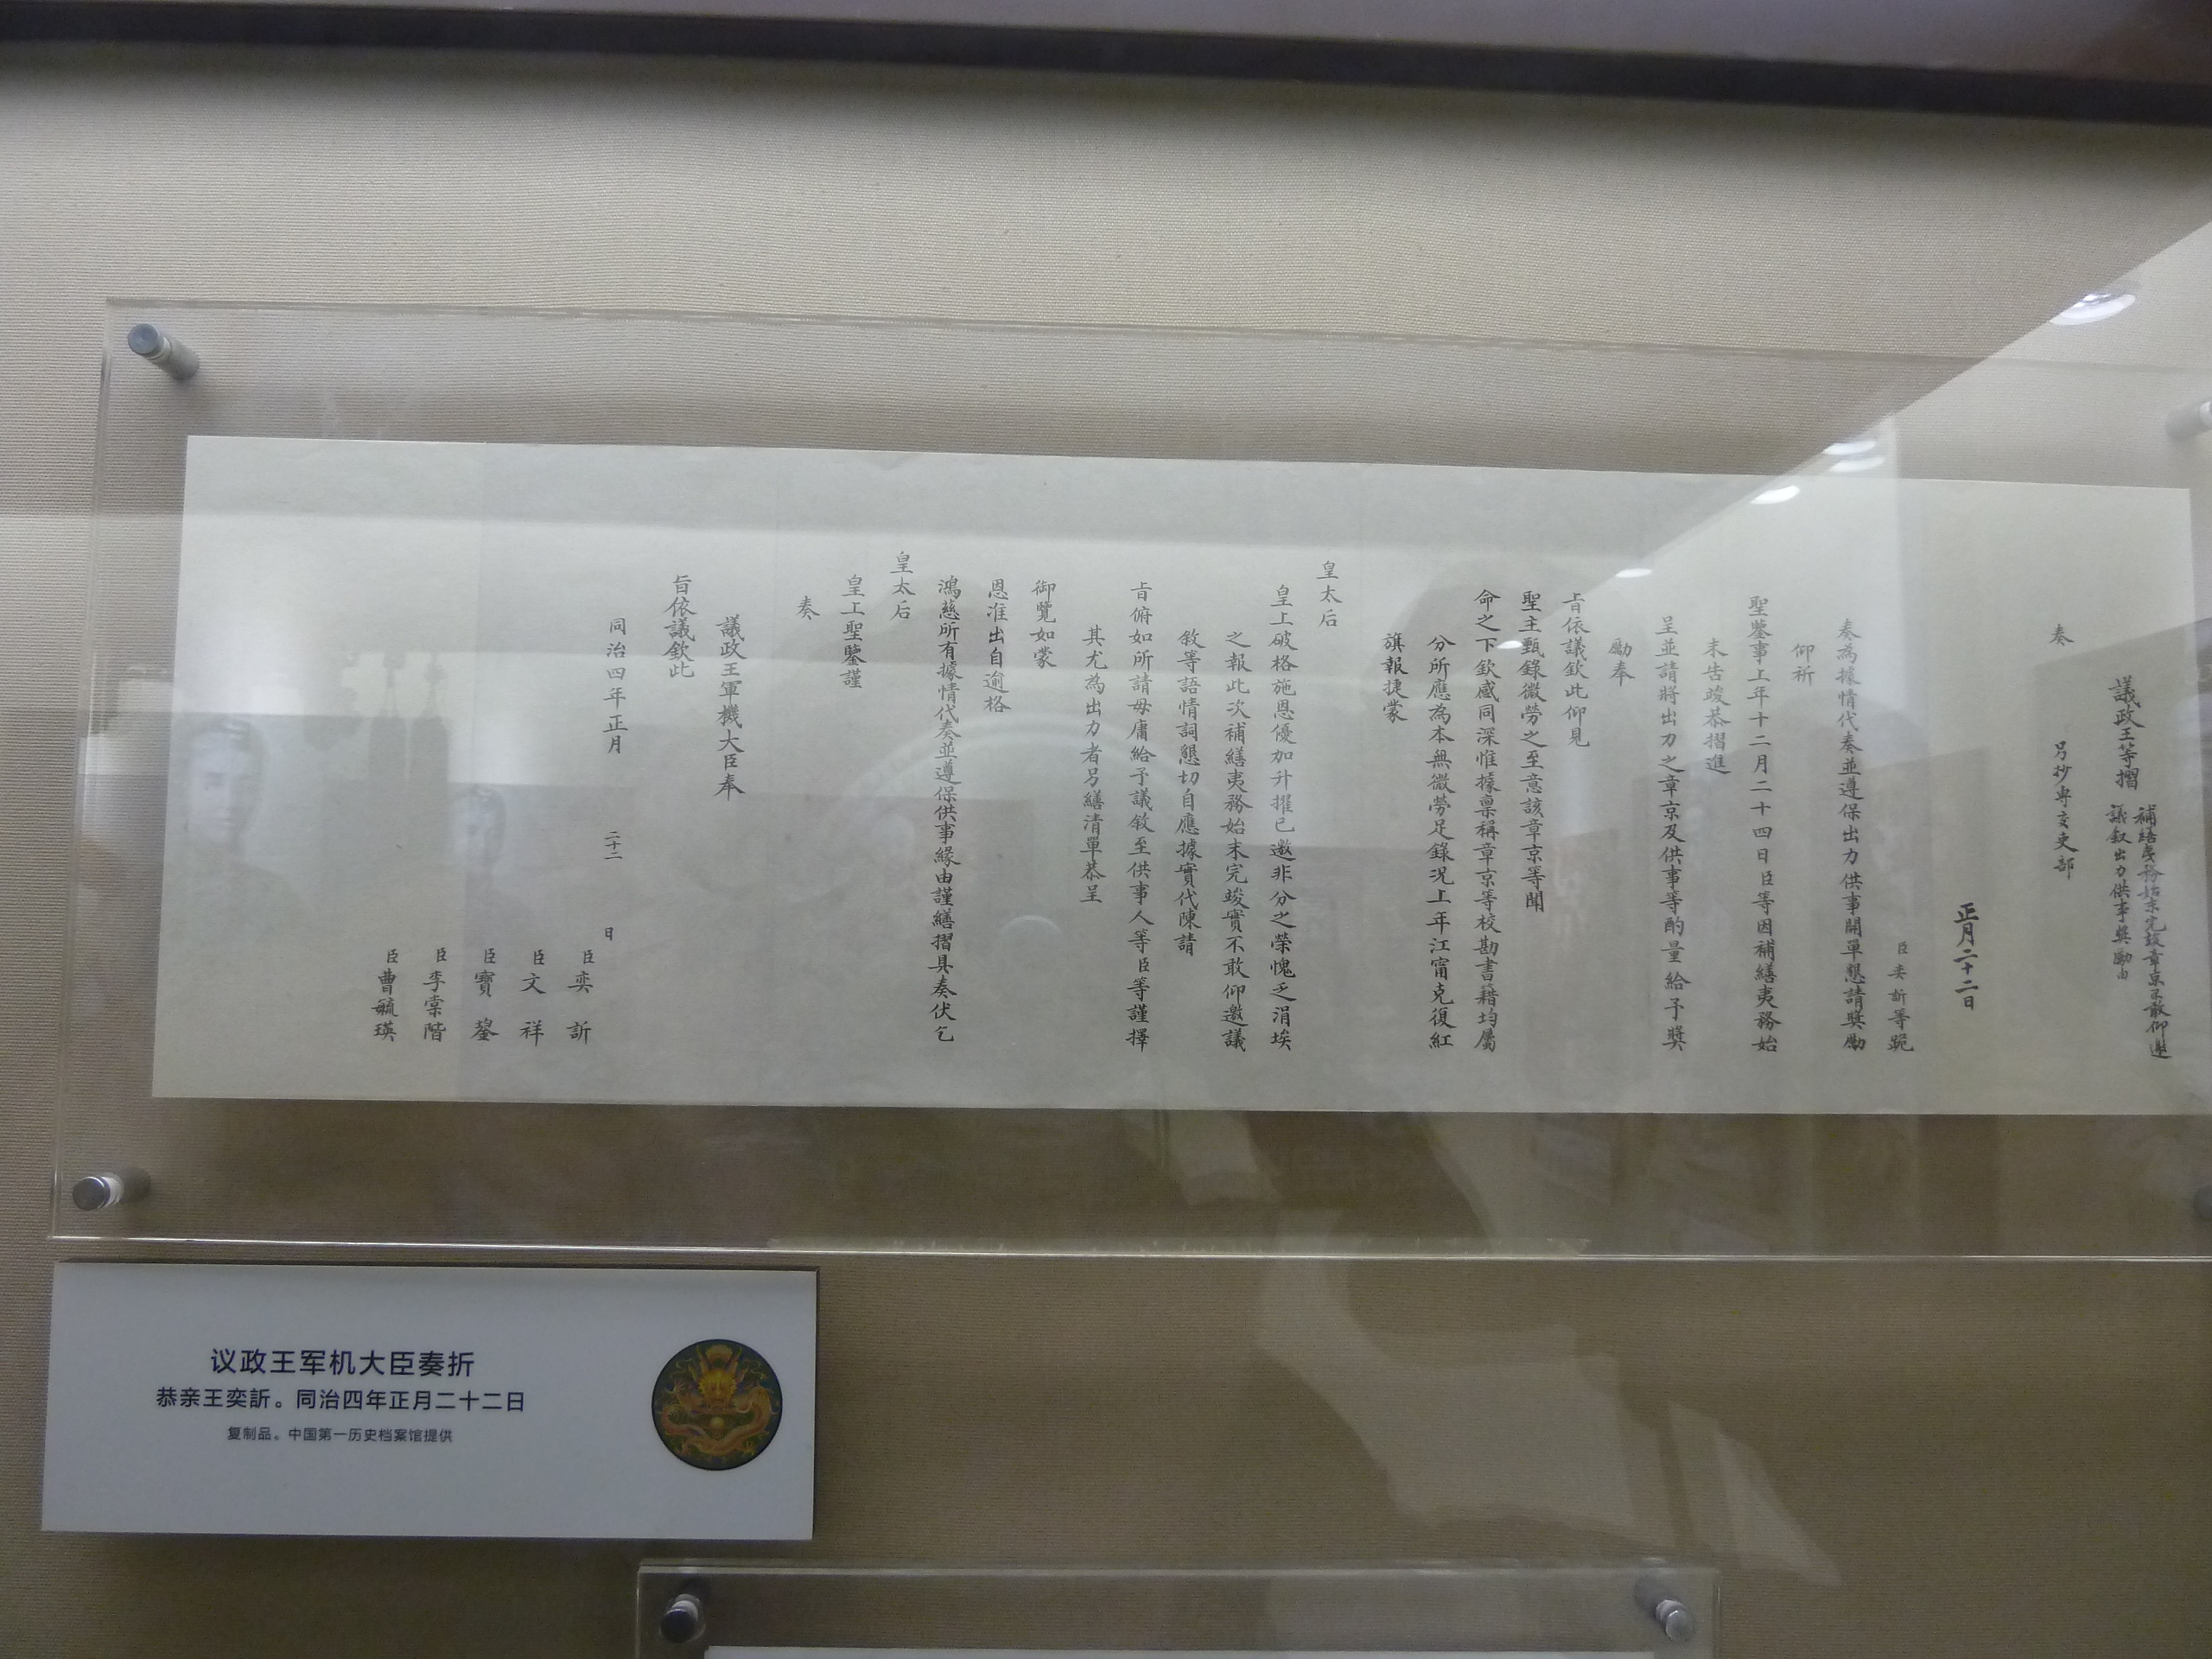 議政王等摺
補繕夷務始末完竣章京不敢仰邀
議叙出力供事奬勵由
奏
另抄專交吏部
正月二十二日
臣奕訢等跪
奏為據情代奏並遵保出力供事開單懇請獎勵
仰祈
聖鑒事上年十二月二十四日臣等因補繕夷務始
末告竣恭摺進
呈並請將出力之章京及供事等酌量給予獎
勵奉
旨依議欽此仰見
聖主甄錄微勞之至意該章京等聞
命之下欽感同深惟據稟稱章京等校勘書籍均屬
分所應為本無微勞足錄況上年江甯克復紅
旗報捷蒙
皇太后
皇上破格施恩優加升擢已邀非分之榮愧乏涓埃
之報此次補繕夷務始末完竣實不敢仰邀議
敘等語情詞懇切自應據實代陳請
旨俯如所請毋庸給予議敘至供事人等臣等謹擇
其尤為出力者另繕清單恭呈
御覽如蒙
恩准出自逾格
鴻慈所有據情代奏並遵保供事緣由謹繕摺具奏伏乞
皇太后
皇上聖鑒謹
奏
議政王軍機大臣奉
旨依議欽此
同治四年正月二十二日
臣奕訢
臣文祥
臣寶鋆
臣李棠階
臣曹毓瑛
议政王军机大臣奏折
恭亲王奕訢。同治四年正月二十二日
复制品。中国第一历史档案馆提供